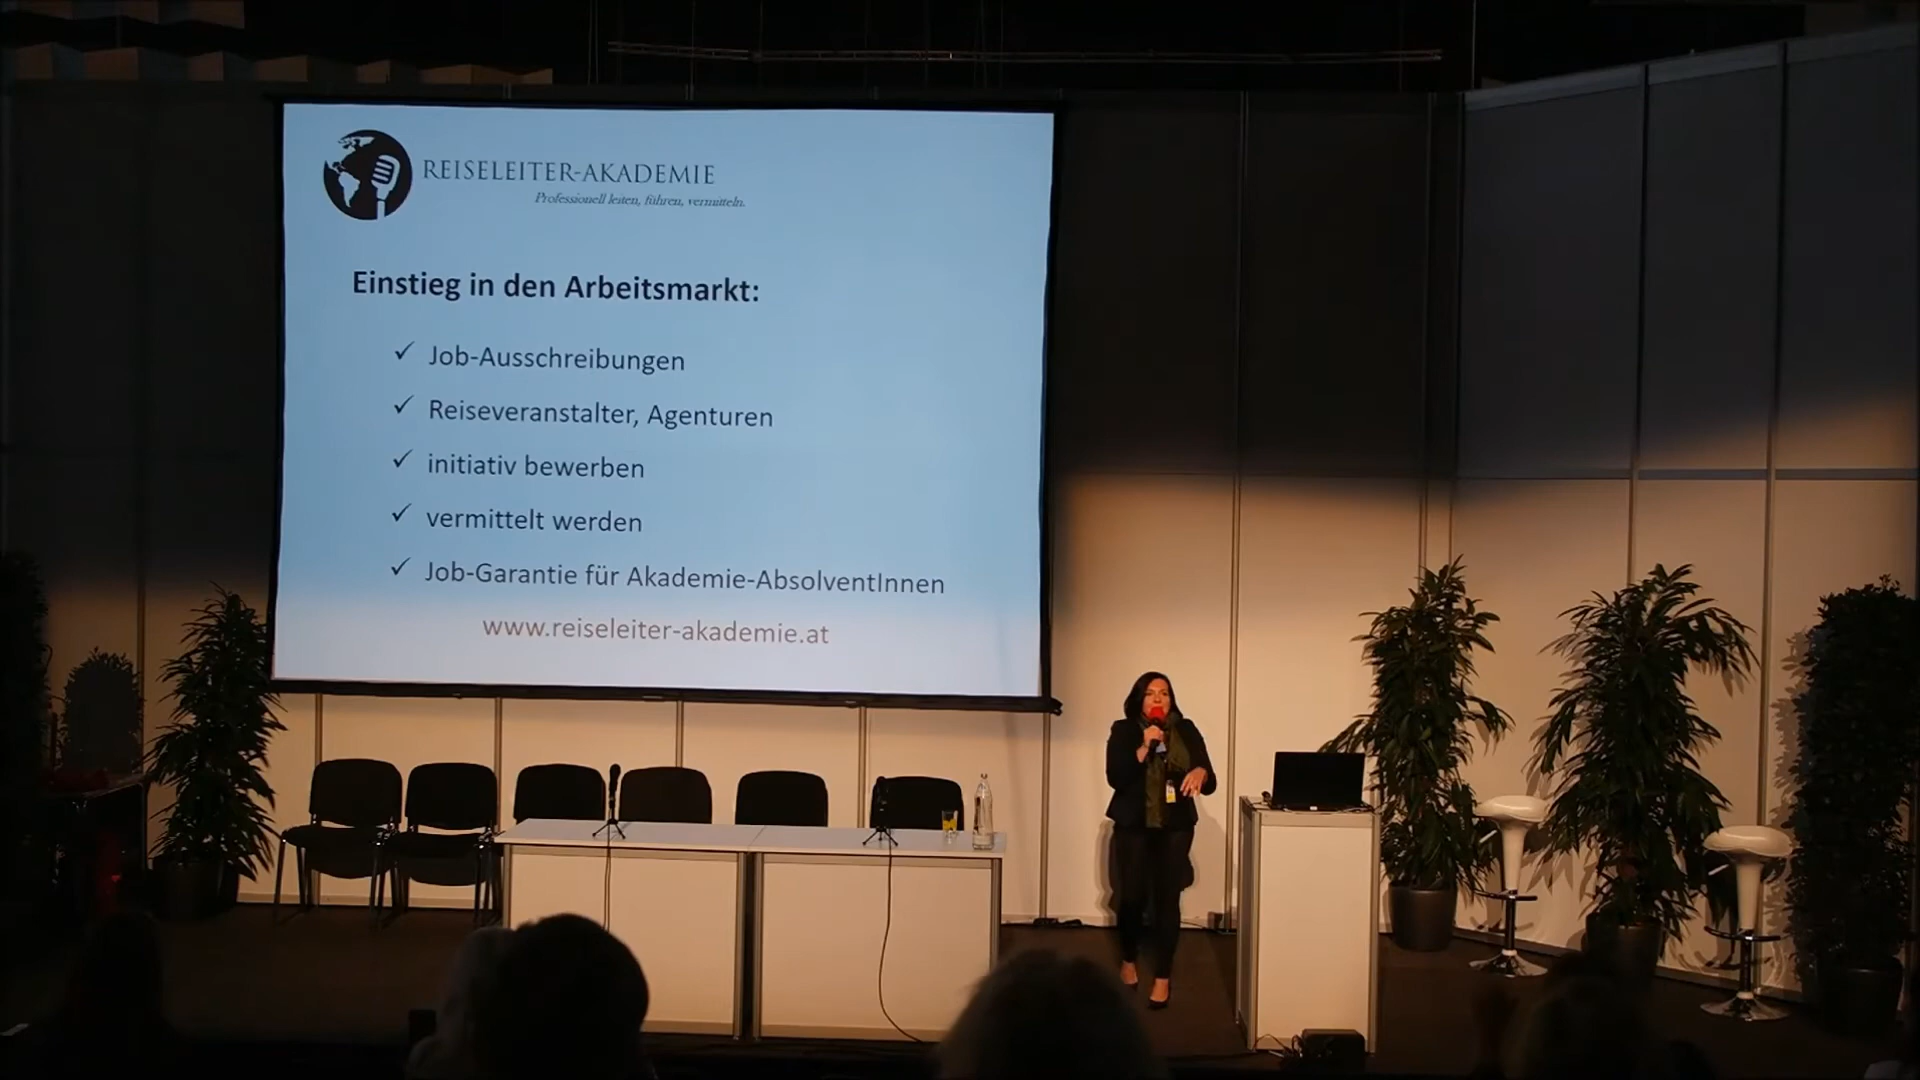 REISELEITER-AKADEMIE
Professionell leiten, führen, vermitteln.
Einstieg in den Arbeitsmarkt:
✓ Job-Ausschreibungen
✓ Reiseveranstalter, Agenturen
✓ initiativ bewerben
✓ vermittelt werden
✓ Job-Garantie für Akademie-AbsolventInnen
www.reiseleiter-akademie.at